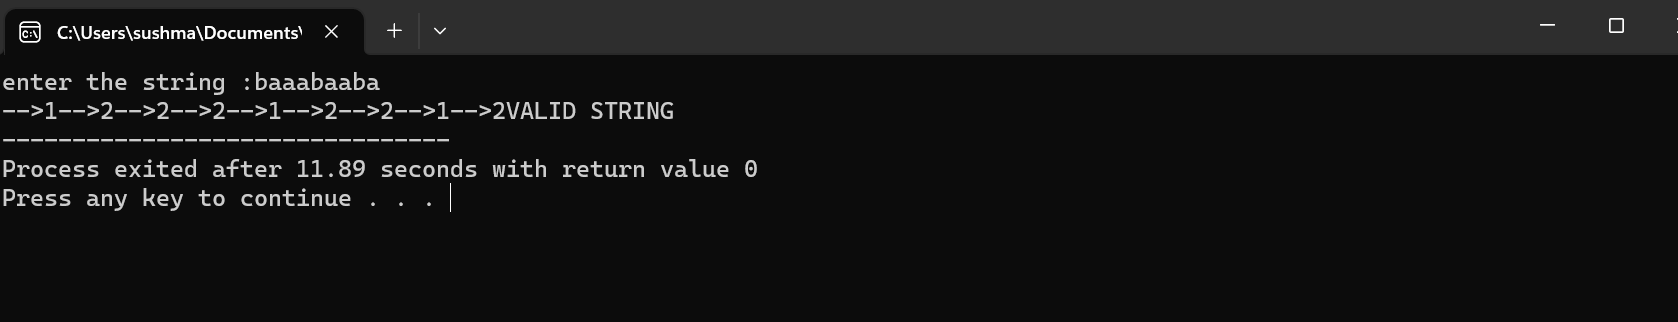 C:\Users\sushma\Documents\
enter the string :baaabaaba
-->1-->2-->2-->2-->1-->2-->2-->1-->2VALID STRING
--------------------------------
Process exited after 11.89 seconds with return value 0
Press any key to continue . . .